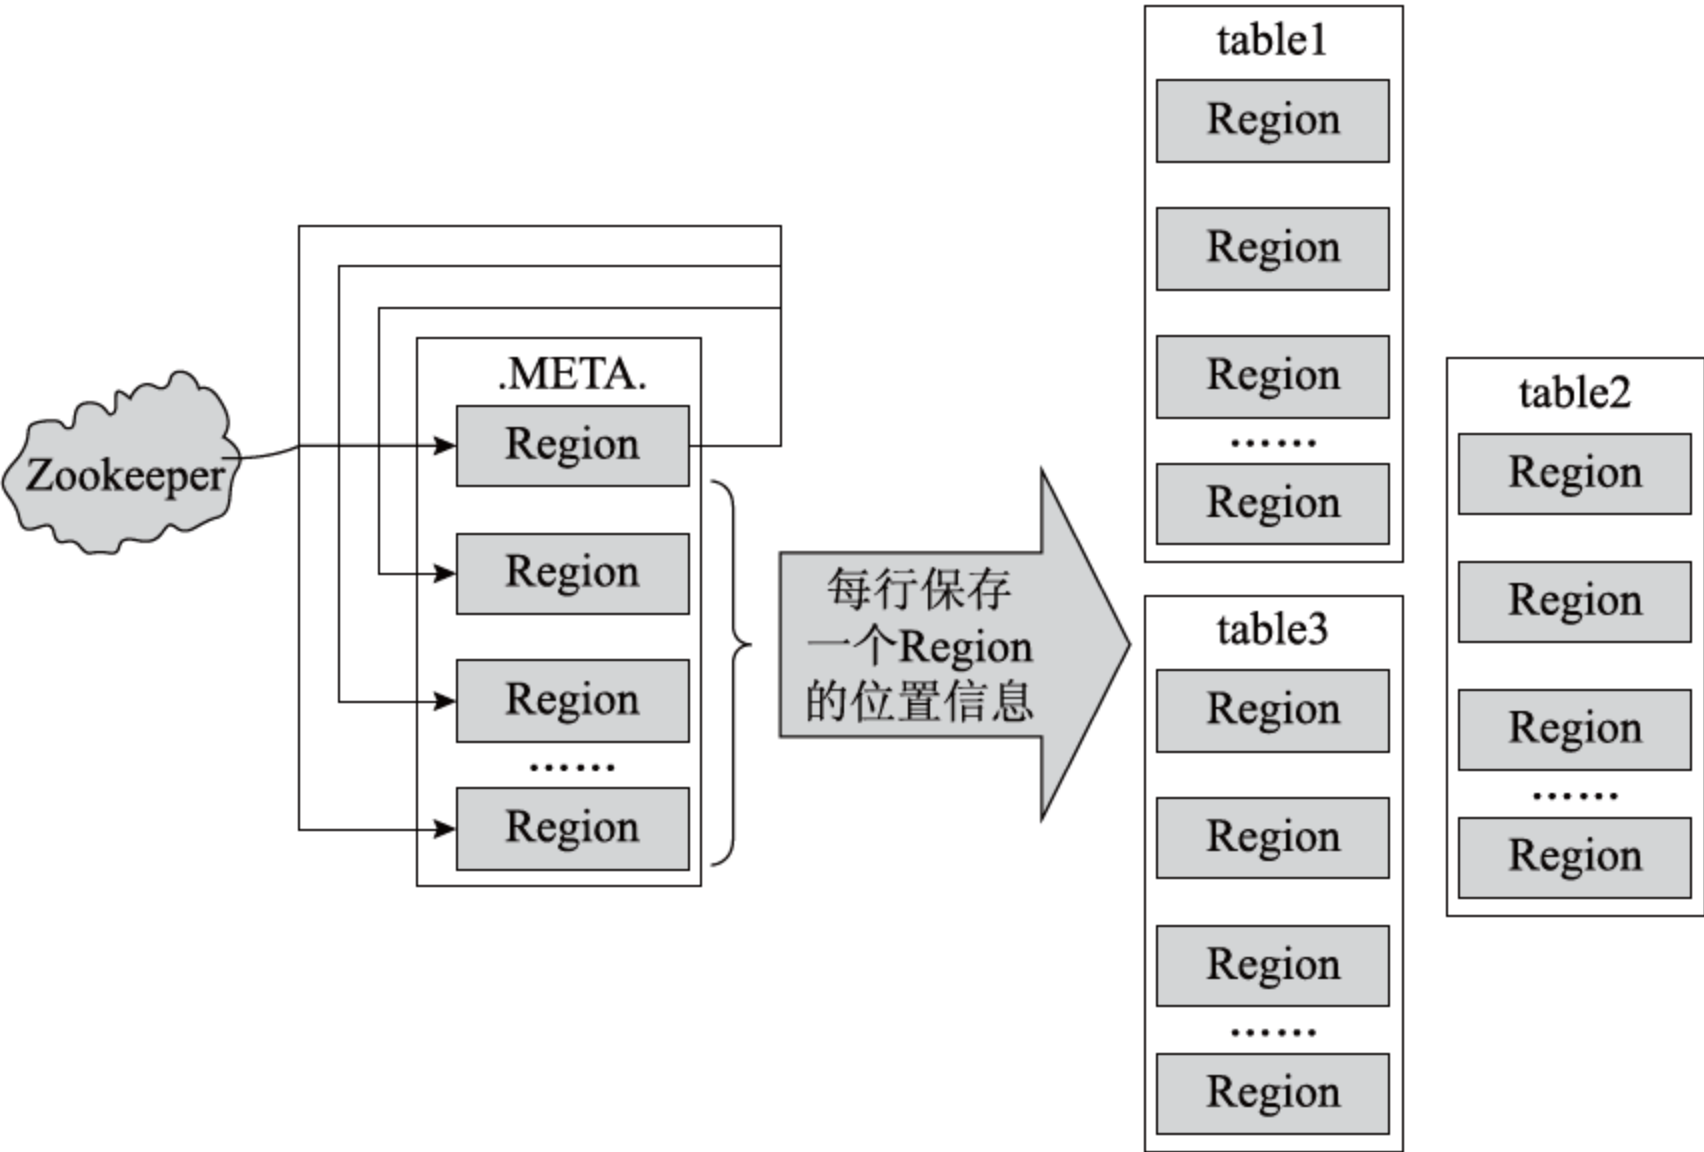 Zookeeper
.META.
Region
Region
Region
……
Region
每行保存
一个Region
的位置信息
table1
Region
Region
Region
……
Region
table2
Region
Region
Region
……
Region
table3
Region
Region
Region
……
Region